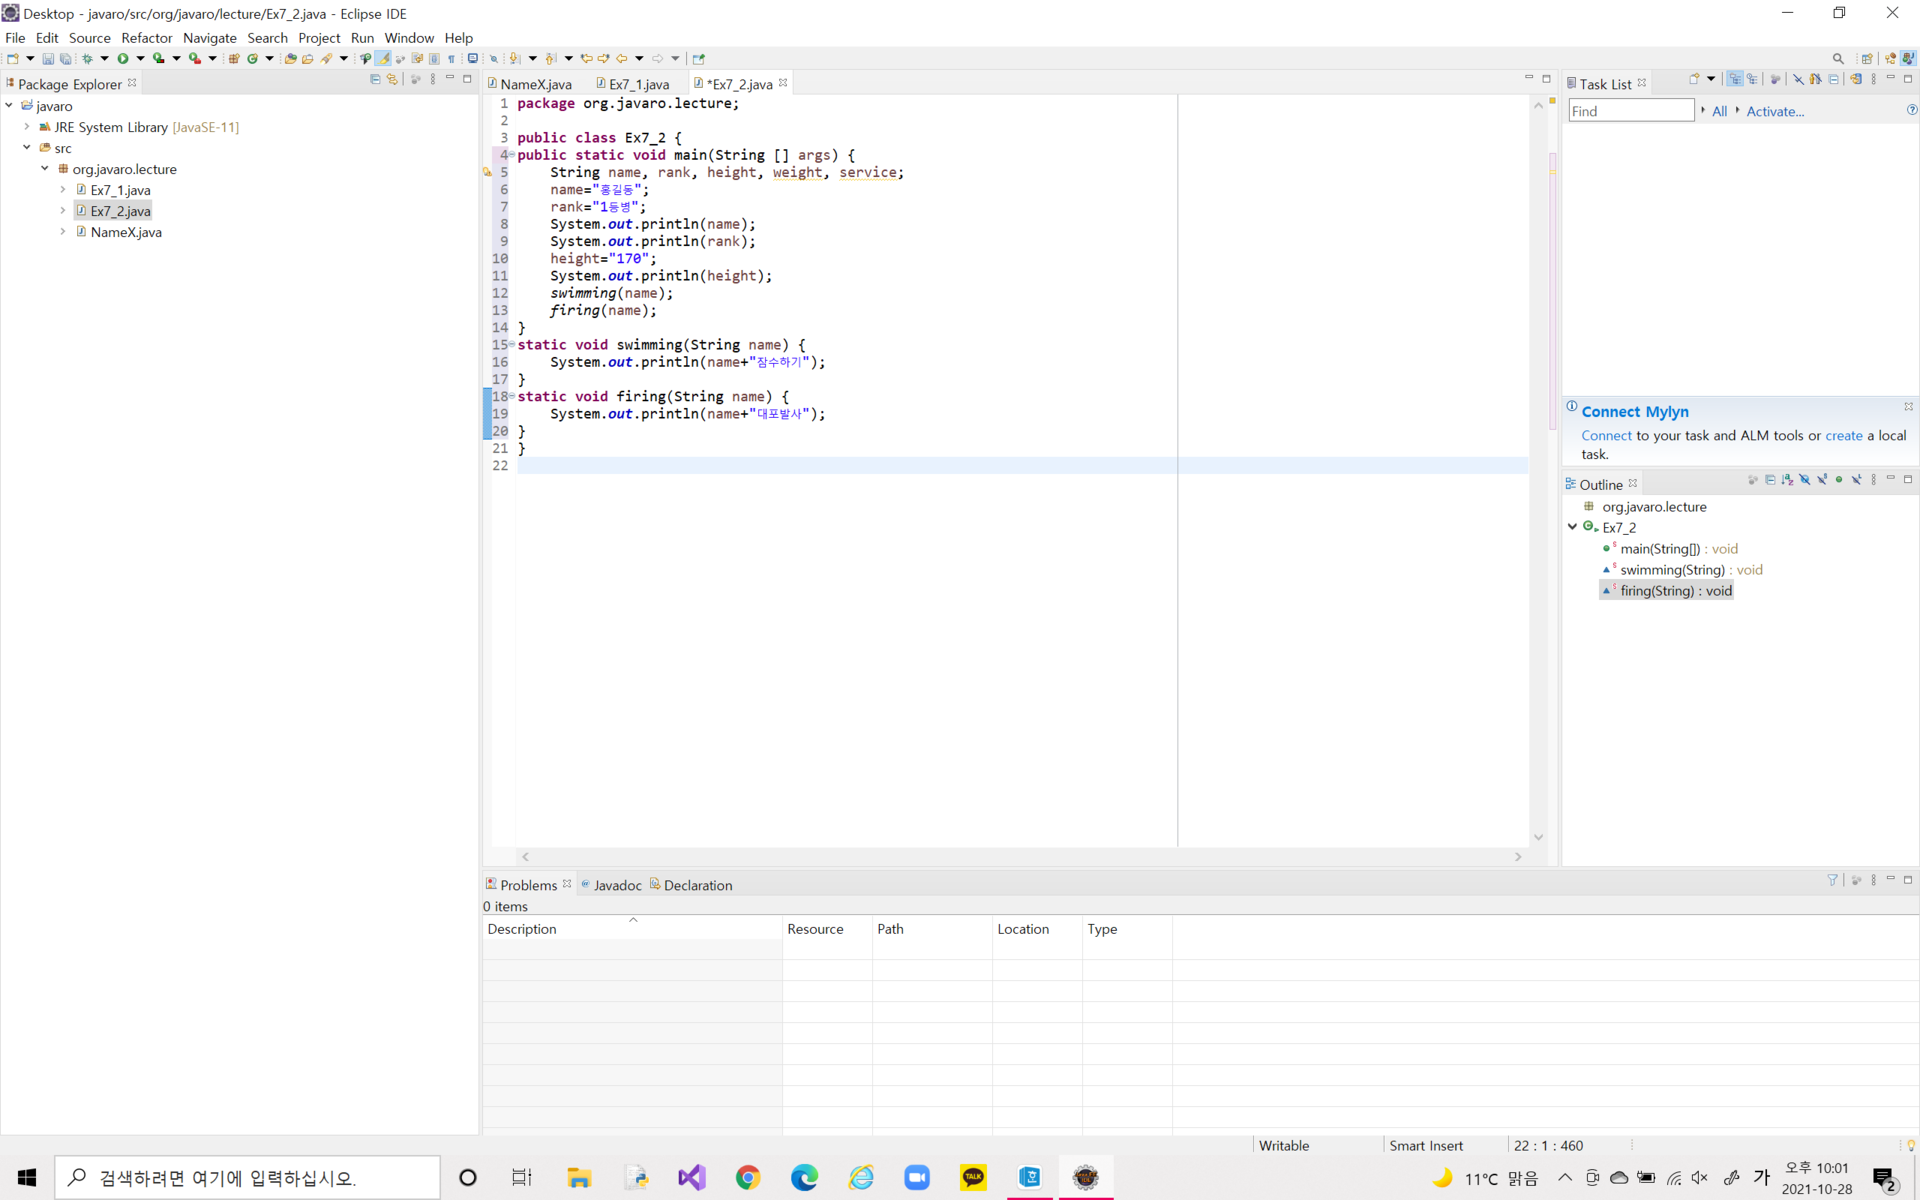 Desktop - javaro/src/org/javaro/lecture/Ex7_2.java - Eclipse IDE
File Edit Source Refactor Navigate Search Project Run Window Help
Package Explorer
javaro
JRE System Library [JavaSE-11]
src
org.javaro.lecture
Ex7_1.java
Ex7_2.java
NameX.java
NameX.java Ex7_1.java *Ex7_2.java
1 package org.javaro.lecture;
2
3 public class Ex7_2 {
4 public static void main(String [] args) {
5 String name, rank, height, weight, service;
6 name="홍길동";
7 rank="1등병";
8 System.out.println(name);
9 System.out.println(rank);
10 height="170";
11 System.out.println(height);
12 swimming(name);
13 firing(name);
14 }
15 static void swimming(String name) {
16 System.out.println(name+"잠수하기");
17 }
18 static void firing(String name) {
19 System.out.println(name+"대포발사");
20 }
21 }
22
Task List
Find All Activate...
Connect Mylyn
Connect to your task and ALM tools or create a local
task.
Outline
org.javaro.lecture
Ex7_2
main(String[]) : void
swimming(String) : void
firing(String) : void
Problems Javadoc Declaration
0 items
Description Resource Path Location Type
Writable Smart Insert 22 : 1 : 460
검색하려면 여기에 입력하십시오.
TALK
11°C 맑음
가
오후 10:01
2021-10-28
2